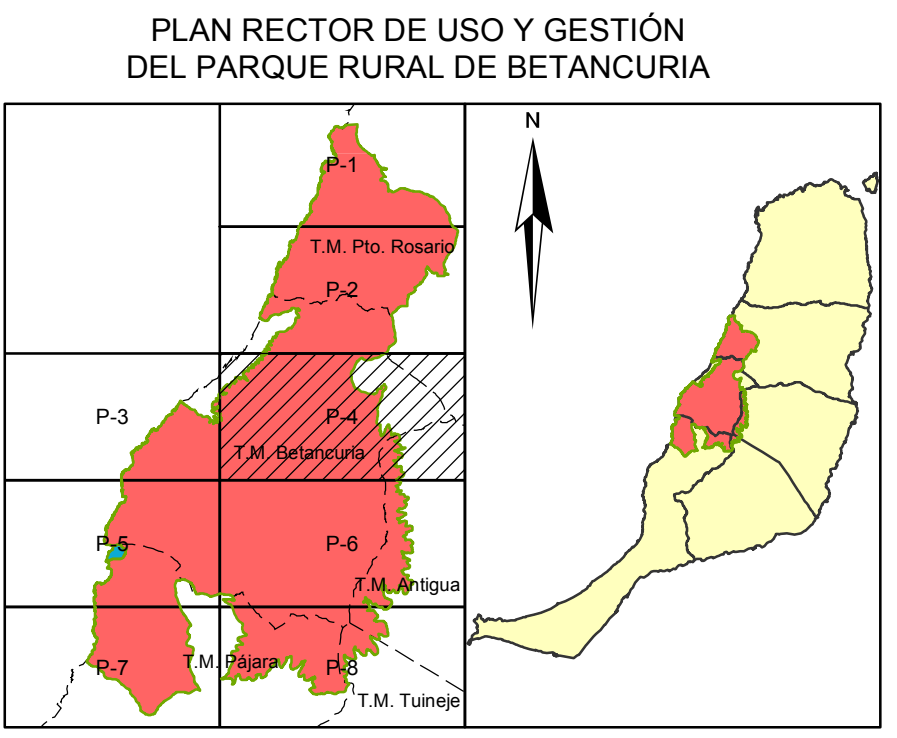 PLAN RECTOR DE USO Y GESTIÓN
DEL PARQUE RURAL DE BETANCURIA
N
P-1
T.M. Pto. Rosario
P-2
P-3
P-4
T.M. Betancuria
P-5
P-6
T.M. Antigua
P-7
T.M. Pájara
P-8
T.M. Tuineje